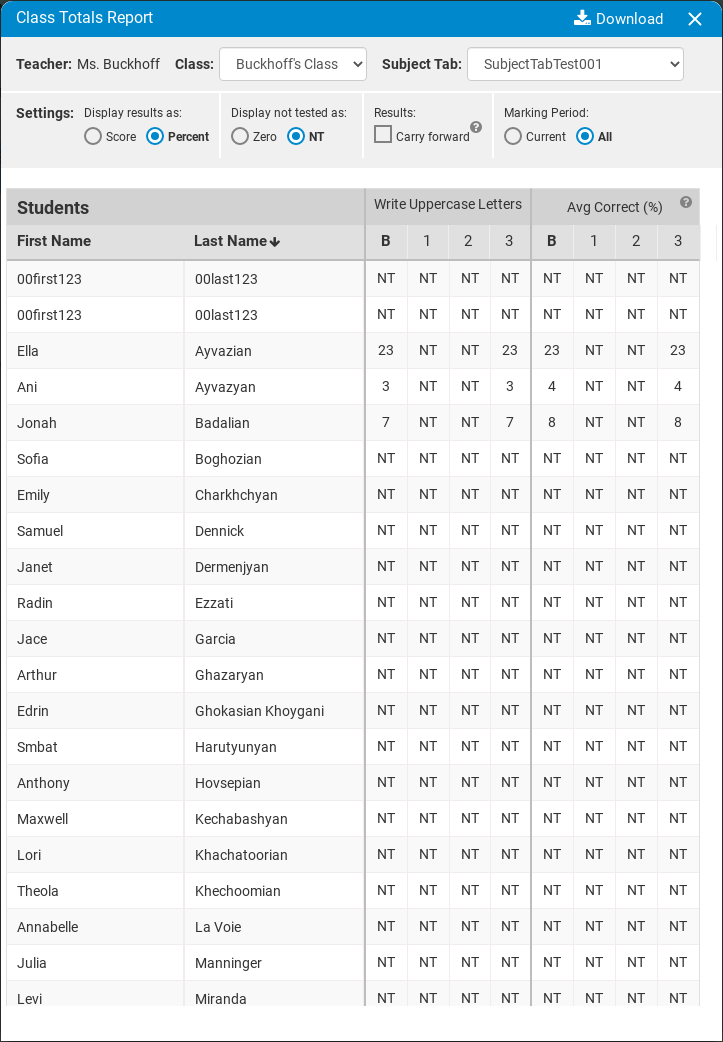 Class Totals Report Download
Teacher: Ms. Buckhoff Class: Buckhoff's Class Subject Tab: SubjectTabTest001
Settings: Display results as: Display not tested as: Results: Marking Period:
Score Percent Zero NT Carry forward ? Current All
Students Write Uppercase Letters Avg Correct (%) ?
First Name Last Name B 1 2 3 B 1 2 3
00first123 00last123 NT NT NT NT NT NT NT NT
00first123 00last123 NT NT NT NT NT NT NT NT
Ella Ayvazian 23 NT NT 23 23 NT NT 23
Ani Ayvazyan 3 NT NT 3 4 NT NT 4
Jonah Badalian 7 NT NT 7 8 NT NT 8
Sofia Boghozian NT NT NT NT NT NT NT NT
Emily Charkhchyan NT NT NT NT NT NT NT NT
Samuel Dennick NT NT NT NT NT NT NT NT
Janet Dermenjyan NT NT NT NT NT NT NT NT
Radin Ezzati NT NT NT NT NT NT NT NT
Jace Garcia NT NT NT NT NT NT NT NT
Arthur Ghazaryan NT NT NT NT NT NT NT NT
Edrin Ghokasian Khoygani NT NT NT NT NT NT NT NT
Smbat Harutyunyan NT NT NT NT NT NT NT NT
Anthony Hovsepian NT NT NT NT NT NT NT NT
Maxwell Kechabashyan NT NT NT NT NT NT NT NT
Lori Khachatoorian NT NT NT NT NT NT NT NT
Theola Khechoomian NT NT NT NT NT NT NT NT
Annabelle La Voie NT NT NT NT NT NT NT NT
Julia Manninger NT NT NT NT NT NT NT NT
Levi Miranda NT NT NT NT NT NT NT NT